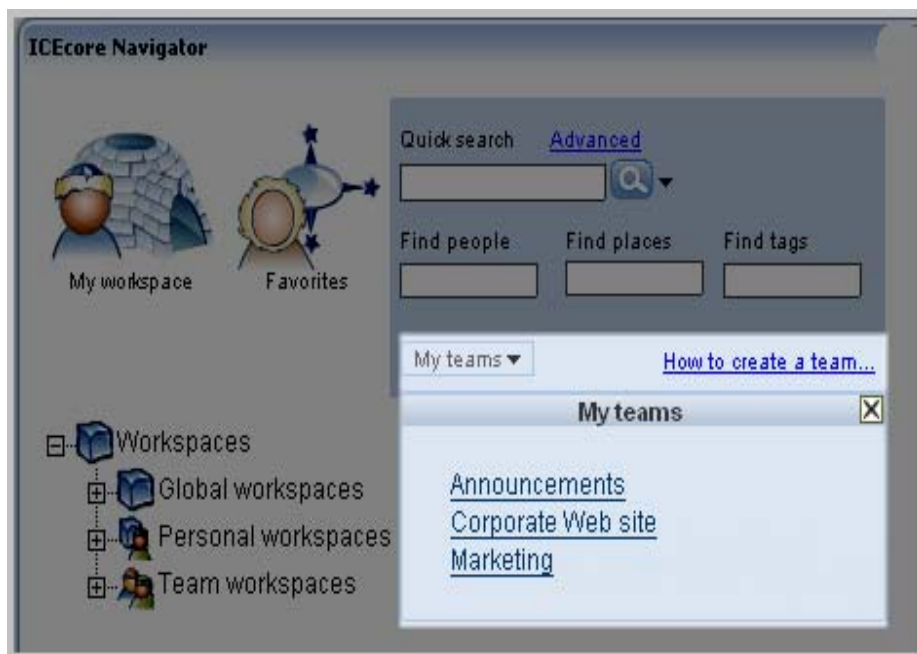 ICEcore Navigator
Quick search Advanced
Find people Find places Find tags
My workspace Favorites
My teams How to create a team...
My teams
Announcements
Corporate Web site
Marketing
Workspaces
Global workspaces
Personal workspaces
Team workspaces